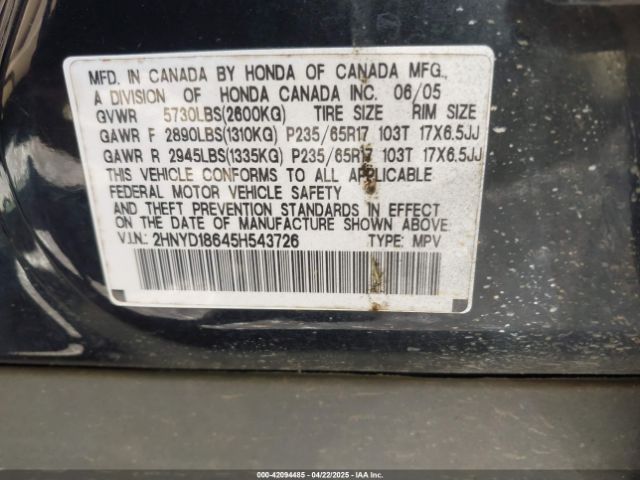 MFD. IN CANADA BY HONDA OF CANADA MFG.,
A DIVISION OF HONDA CANADA INC. 06/05
GVWR 5730LBS(2600KG) TIRE SIZE RIM SIZE
GAWR F 2890LBS(1310KG) P235/65R17 103T 17X6.5JJ
GAWR R 2945LBS(1335KG) P235/65R17 103T 17X6.5JJ
THIS VEHICLE CONFORMS TO ALL APPLICABLE
FEDERAL MOTOR VEHICLE SAFETY
AND THEFT PREVENTION STANDARDS IN EFFECT
ON THE DATE OF MANUFACTURE SHOWN ABOVE.
V.I.N.: 2HNYD18645H543726 TYPE: MPV
000-42094485 - 04/22/2025 - IAA Inc.